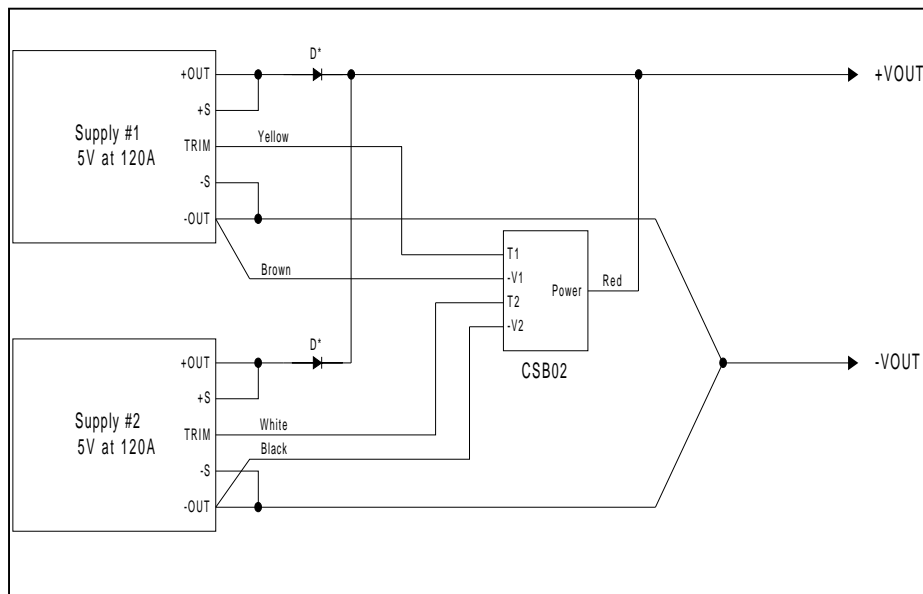 D*
+OUT
+VOUT
+S
Supply #1
5V at 120A
TRIM
Yellow
-S
-OUT
T1
Brown
-V1
Power
Red
T2
-V2
D*
+OUT
-VOUT
CSB02
+S
Supply #2
5V at 120A
White
TRIM
Black
-S
-OUT